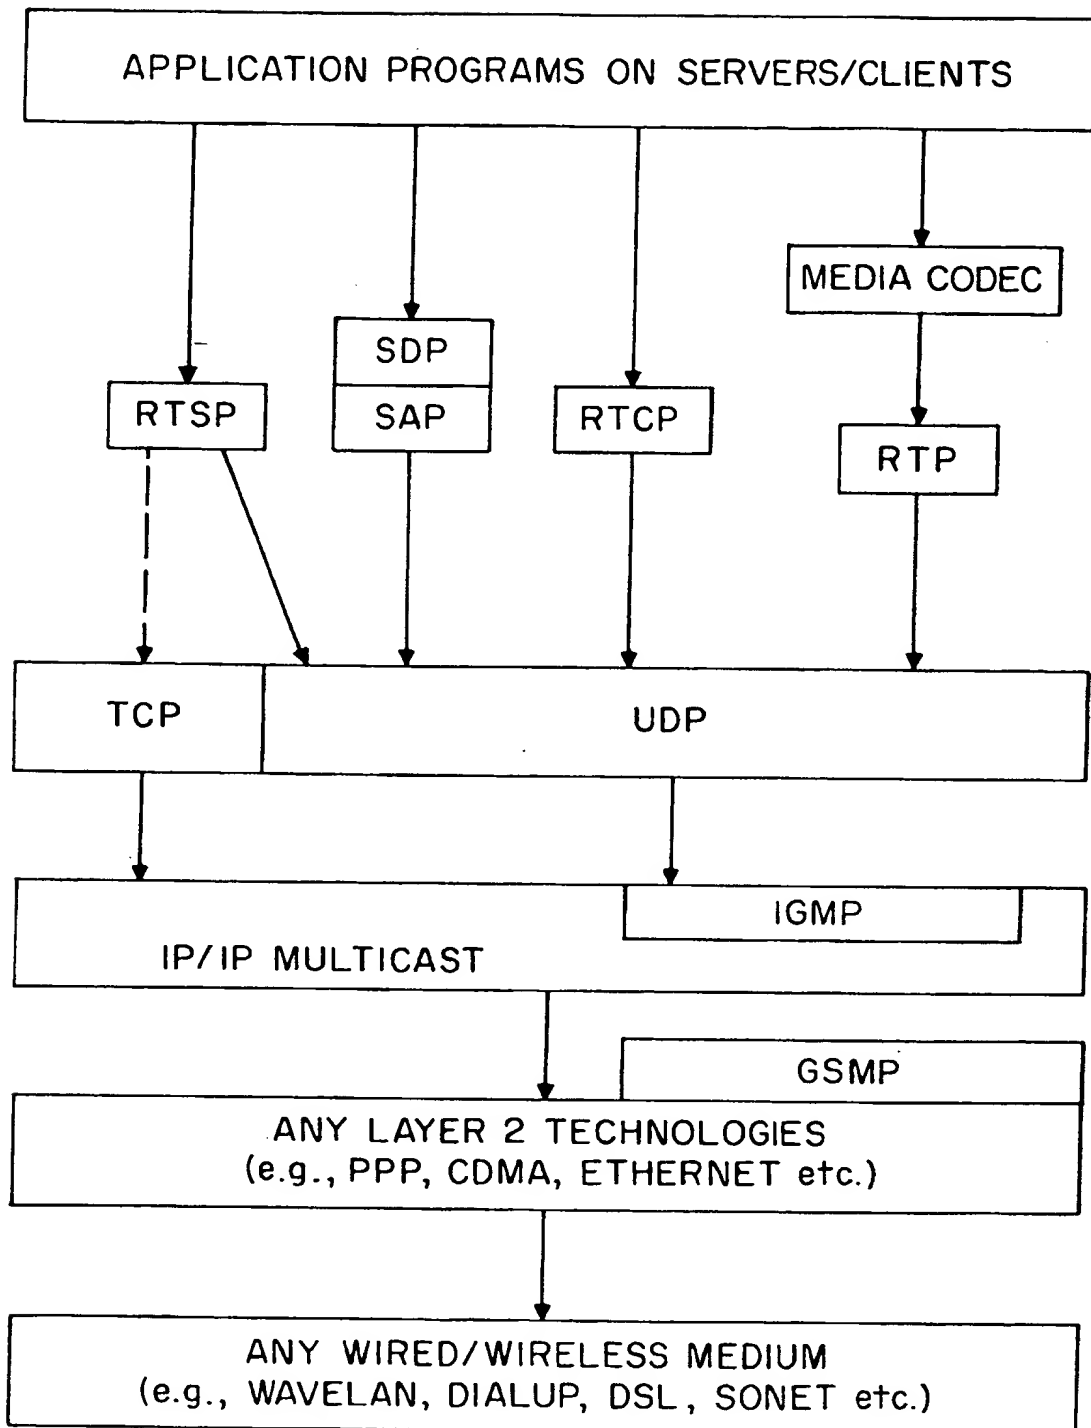 APPLICATION PROGRAMS ON SERVERS/CLIENTS
MEDIA CODEC
SDP
RTSP
SAP
RTCP
RTP
TCP
UDP
IGMP
IP/IP MULTICAST
GSMP
ANY LAYER 2 TECHNOLOGIES
(e.g., PPP, CDMA, ETHERNET etc.)
ANY WIRED/WIRELESS MEDIUM
(e.g., WAVELAN, DIALUP, DSL, SONET etc.)